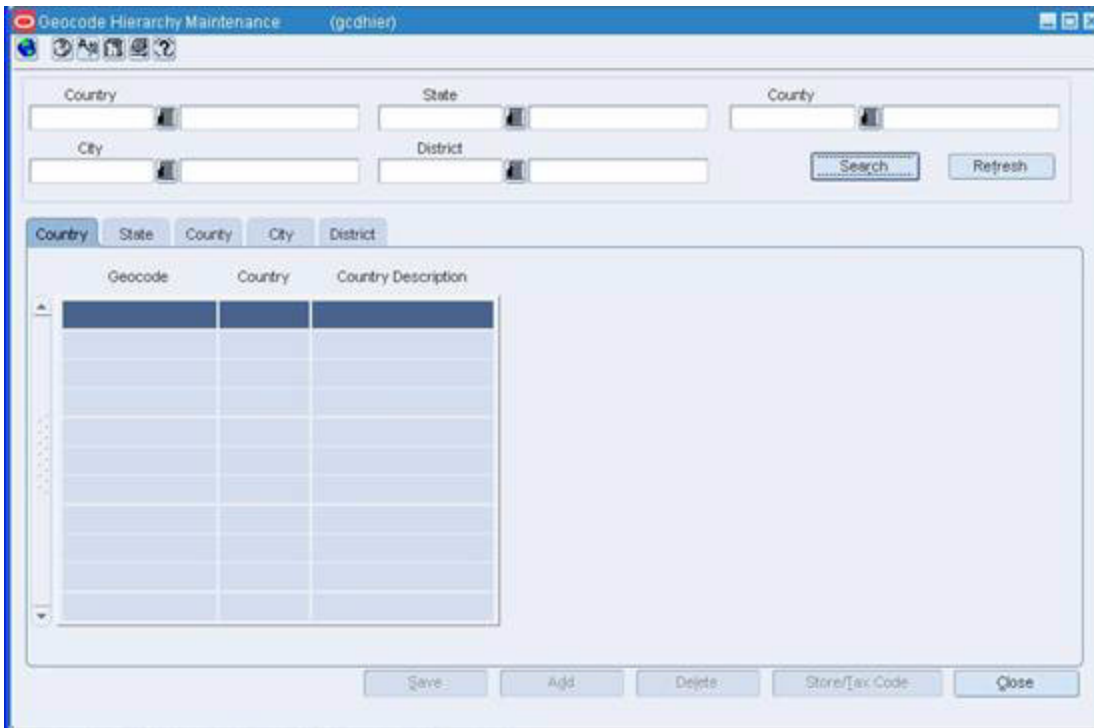 Geocode Hierarchy Maintenance (gcdhier)
Country State County
City District Search Refresh
Country State County City District
Geocode Country Country Description
Save Add Delete Store/Tax Code Close